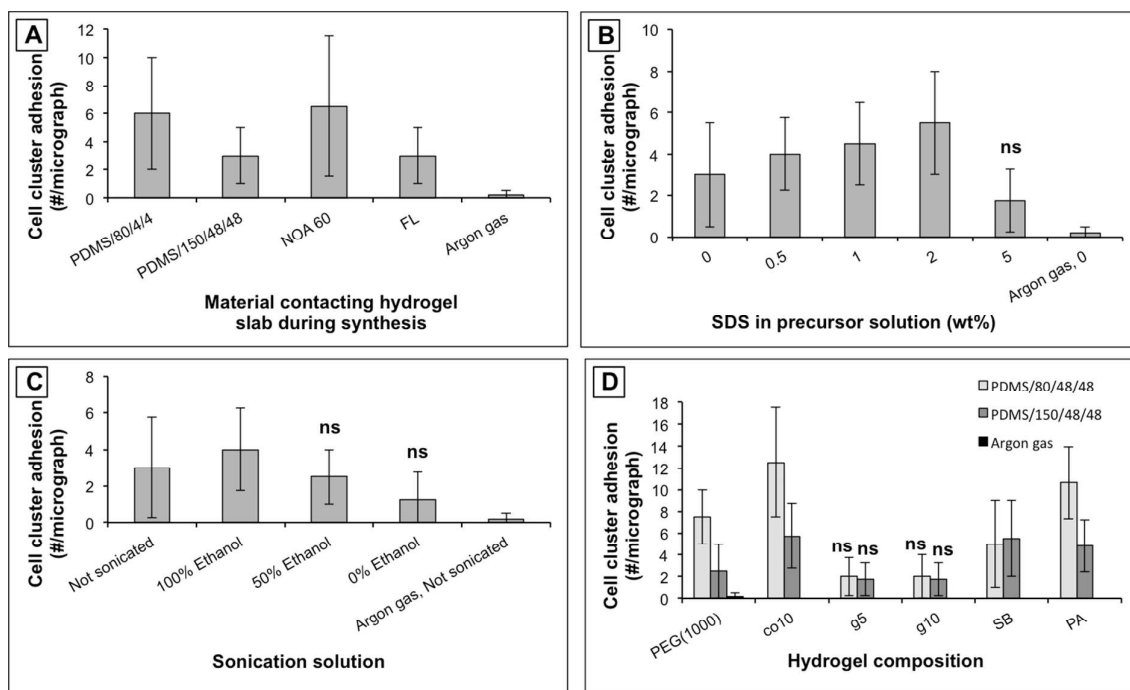 A
Cell cluster adhesion
(#/micrograph)
12
10
8
6
4
2
0
PDMS/80/4/4
PDMS/150/48/48
NOA 60
FL
Argon gas
Material contacting hydrogel
slab during synthesis
B
Cell cluster adhesion
(#/micrograph)
10
8
6
4
2
0
ns
0
0.5
1
2
5
Argon gas, 0
SDS in precursor solution (wt%)
C
Cell cluster adhesion
(#/micrograph)
8
6
4
2
0
ns
ns
Not sonicated
100% Ethanol
50% Ethanol
0% Ethanol
Argon gas, Not sonicated
Sonication solution
D
PDMS/80/48/48
PDMS/150/48/48
Argon gas
Cell cluster adhesion
(#/micrograph)
18
16
14
12
10
8
6
4
2
0
ns ns
ns ns
PEG(1000)
co10
g5
g10
SB
PA
Hydrogel composition